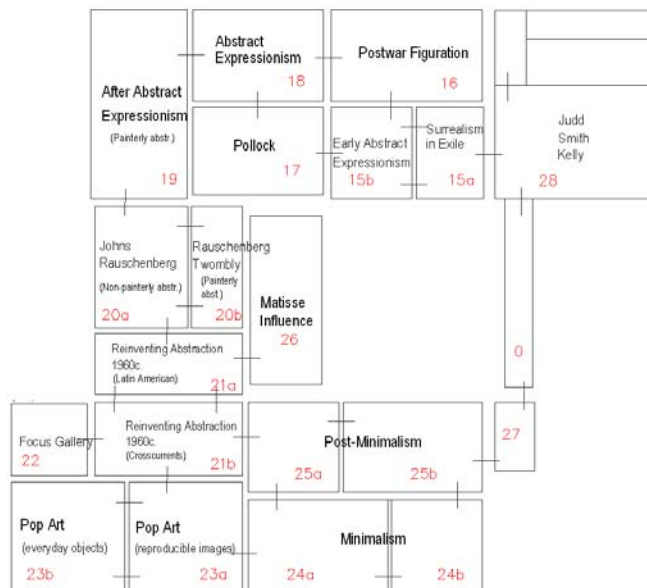 Abstract
Expressionism
18
Postwar Figuration
16
After Abstract
Expressionism
(Painterly abstr.)
19
Pollock
17
Early Abstract
Expressionism
15b
Surrealism
in Exile
15a
Judd
Smith
Kelly
28
Johns
Rauschenberg
(Non-painterly abstr.)
20a
Rauschenberg
Twombly
(Painterly
abst.)
20b
Matisse
Influence
26
0
Reinventing Abstraction
1960c.
(Latin American)
21a
Focus Gallery
22
Reinventing Abstraction
1960c.
(Crosscurrents)
21b
Post-Minimalism
25a
25b
27
Pop Art
(everyday objects)
23b
Pop Art
(reproducible images)
23a
Minimalism
24a
24b